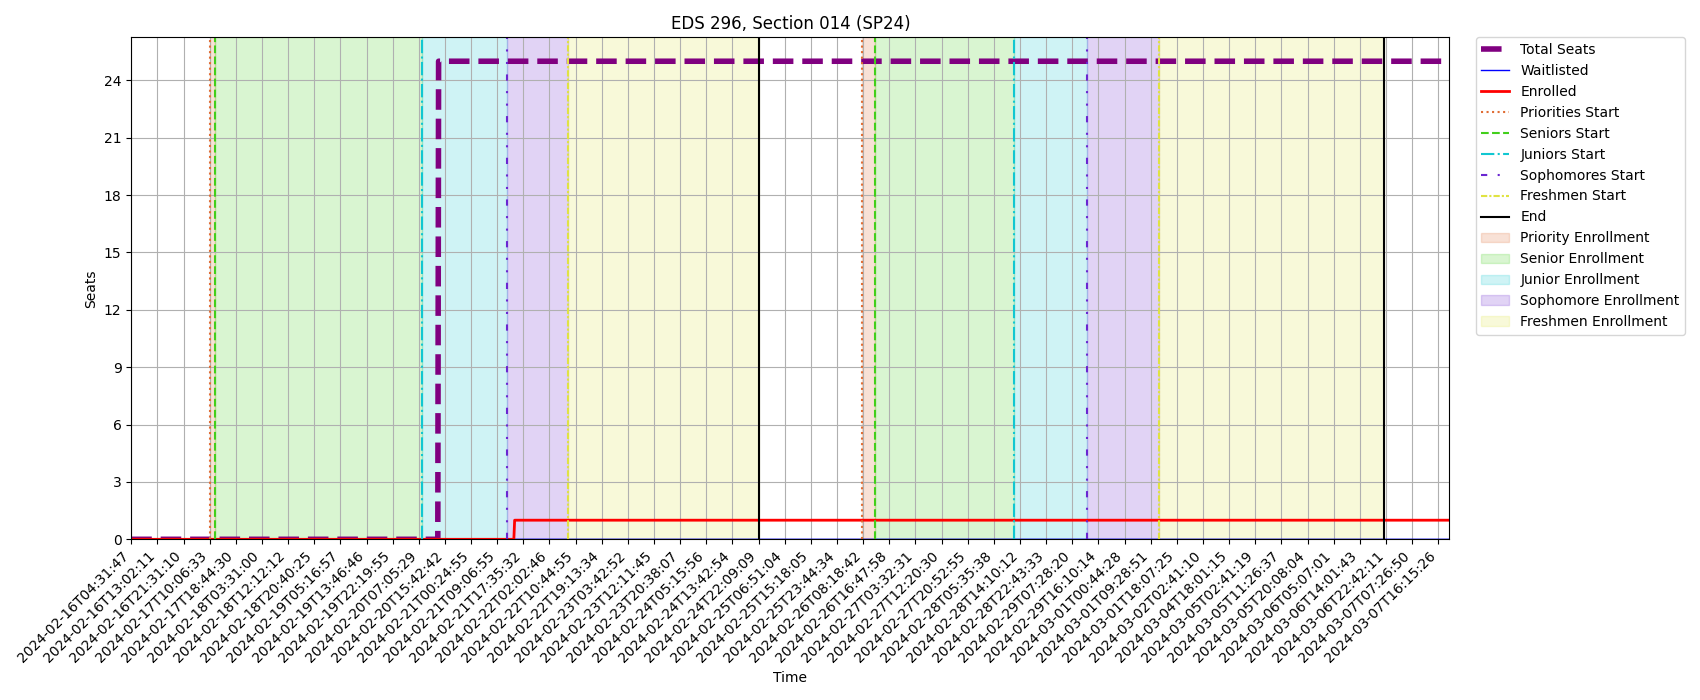 EDS 296, Section 014 (SP24)
Seats
24
21
18
15
12
9
6
3
0
2024-02-16T04:31:47
2024-02-16T13:02:11
2024-02-16T21:31:10
2024-02-17T10:06:33
2024-02-17T18:44:30
2024-02-18T03:31:00
2024-02-18T12:12:12
2024-02-18T20:40:25
2024-02-19T05:16:57
2024-02-19T13:46:46
2024-02-19T22:19:55
2024-02-20T07:05:29
2024-02-20T15:42:42
2024-02-21T00:24:55
2024-02-21T09:06:55
2024-02-21T17:35:32
2024-02-22T02:02:46
2024-02-22T10:44:55
2024-02-22T19:13:34
2024-02-23T03:42:52
2024-02-23T12:11:45
2024-02-23T20:38:07
2024-02-24T05:15:56
2024-02-24T13:42:54
2024-02-24T22:09:09
2024-02-25T06:51:04
2024-02-25T15:18:05
2024-02-25T23:44:34
2024-02-26T08:18:42
2024-02-26T16:47:58
2024-02-27T03:32:31
2024-02-27T12:20:30
2024-02-27T20:52:55
2024-02-28T05:35:38
2024-02-28T14:10:12
2024-02-28T22:43:33
2024-02-29T07:28:20
2024-02-29T16:10:14
2024-03-01T00:44:28
2024-03-01T09:28:51
2024-03-01T18:07:25
2024-03-02T02:41:10
2024-03-04T18:01:15
2024-03-05T02:41:19
2024-03-05T11:26:37
2024-03-05T20:08:04
2024-03-06T05:07:01
2024-03-06T14:01:43
2024-03-06T22:42:11
2024-03-07T07:26:50
2024-03-07T16:15:26
Time
Total Seats
Waitlisted
Enrolled
Priorities Start
Seniors Start
Juniors Start
Sophomores Start
Freshmen Start
End
Priority Enrollment
Senior Enrollment
Junior Enrollment
Sophomore Enrollment
Freshmen Enrollment